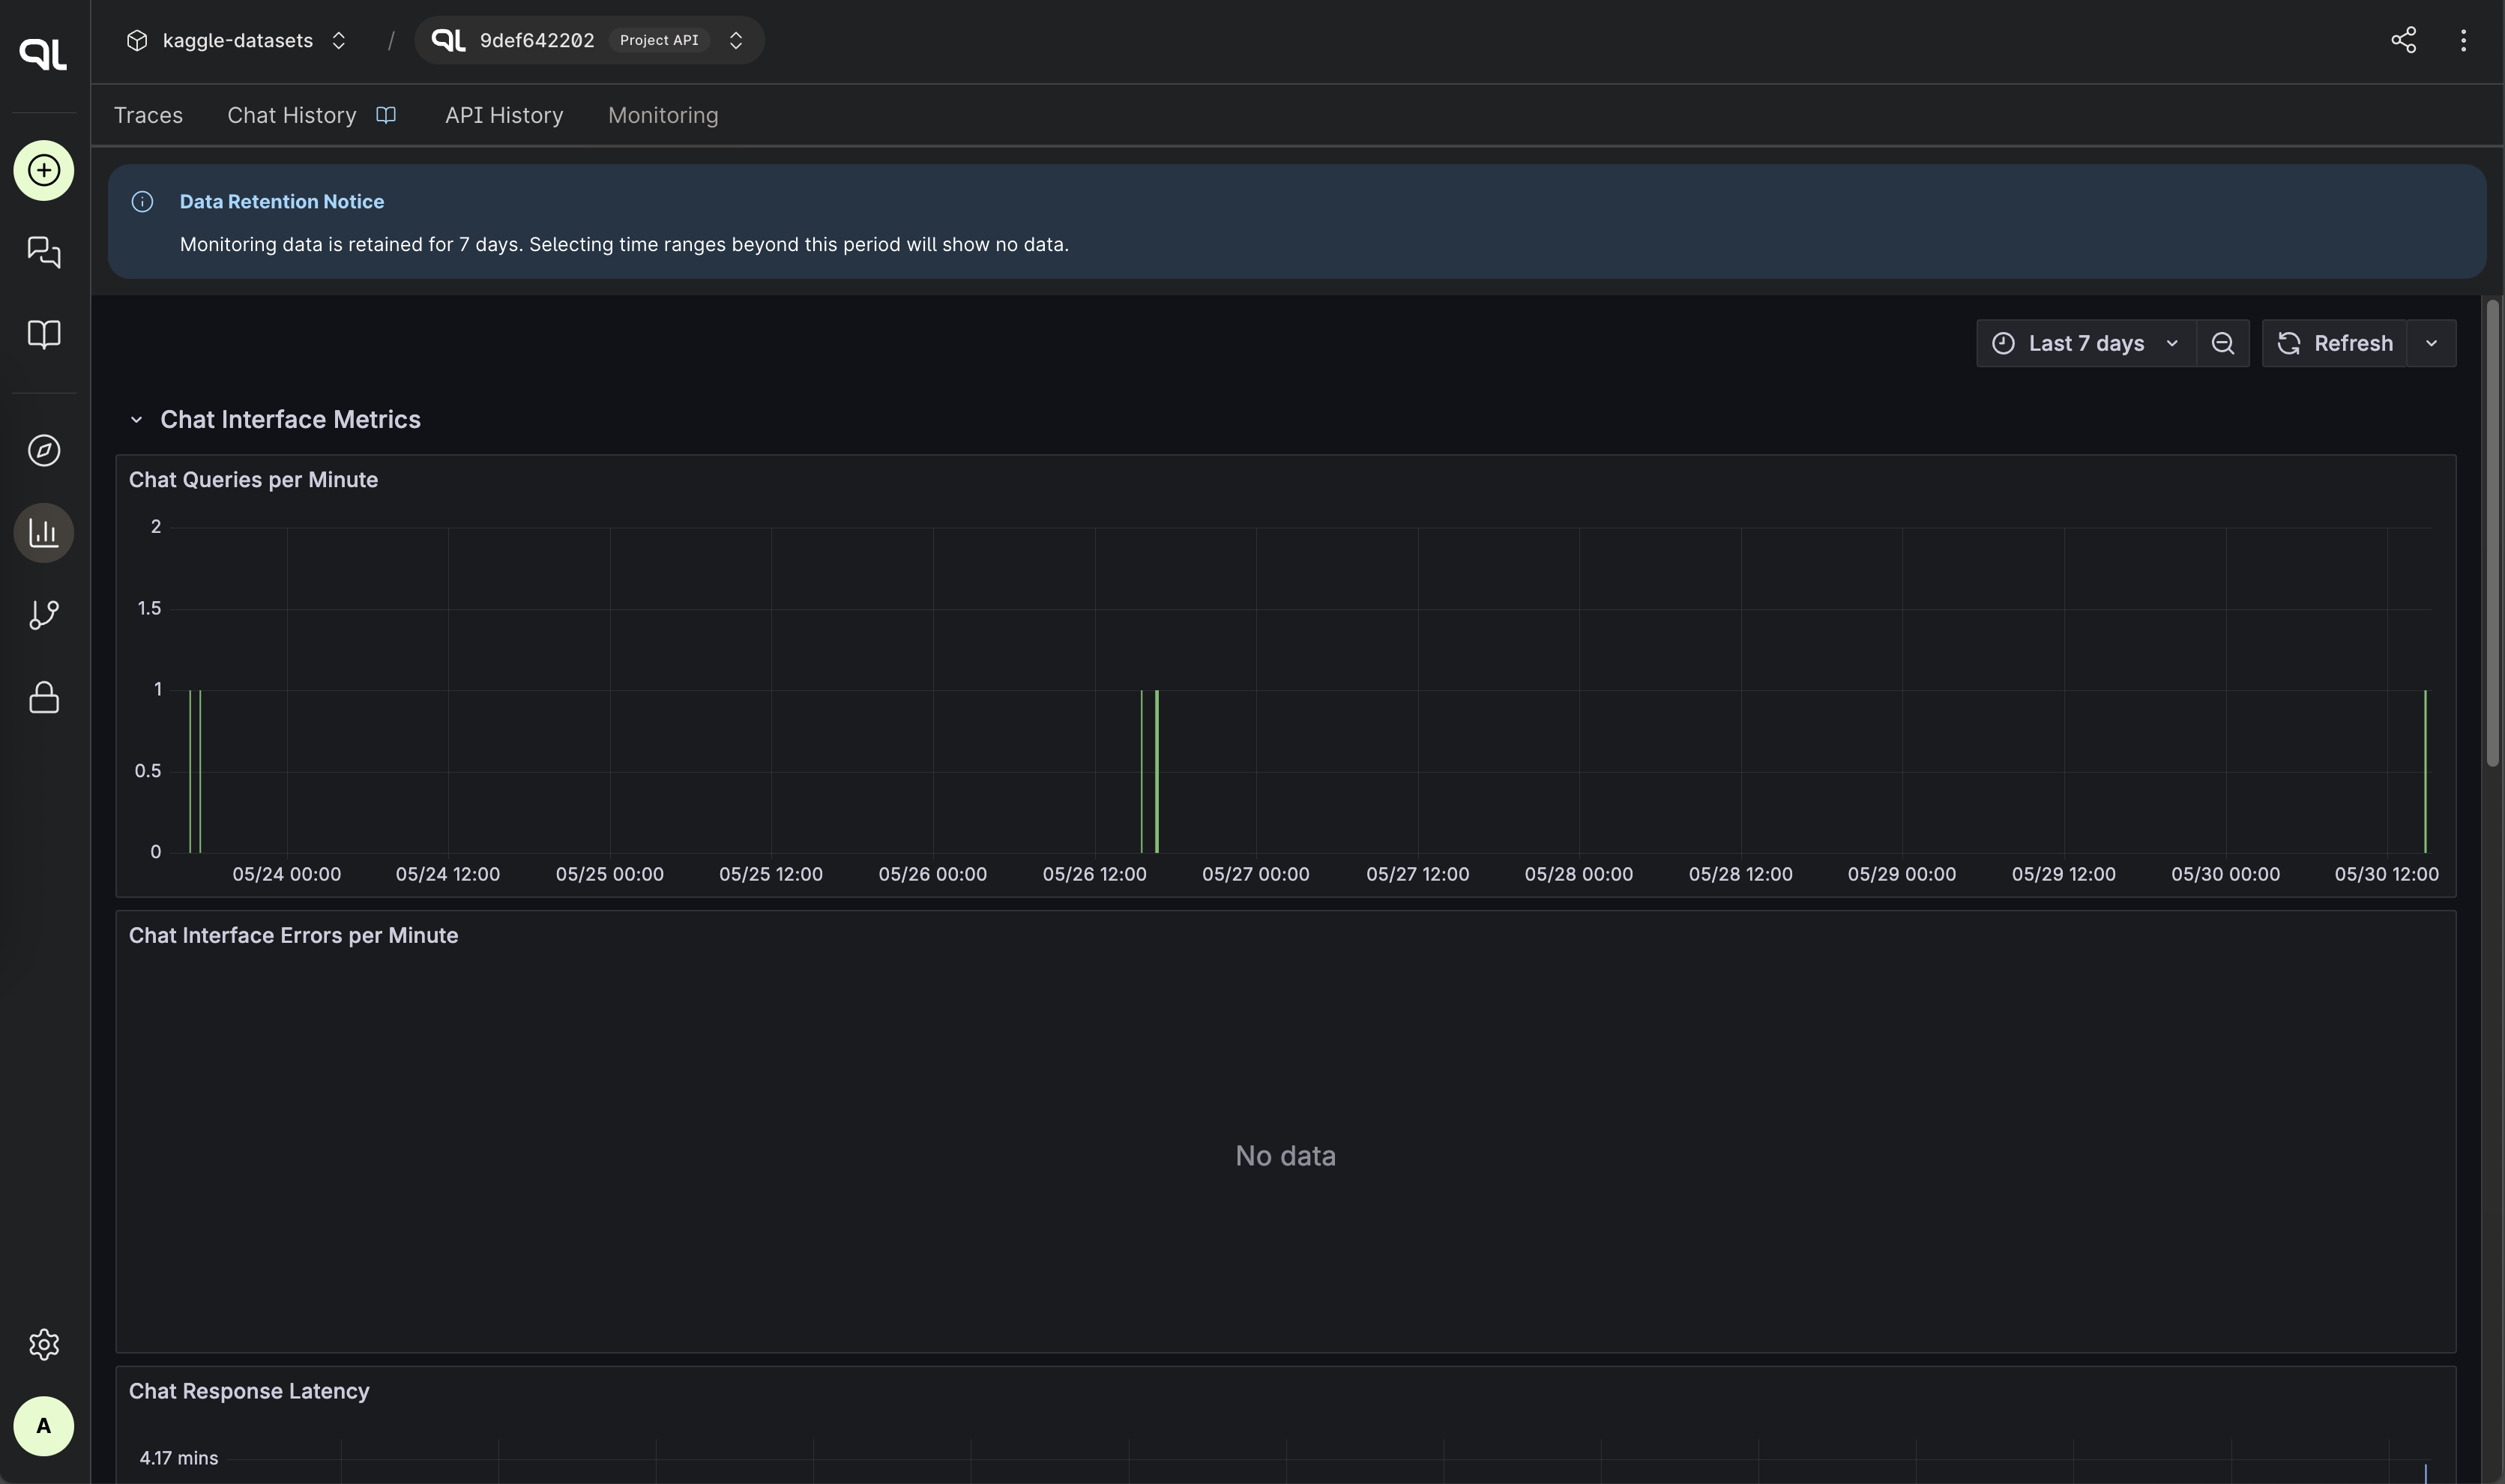 kaggle-datasets / QL 9def642202 Project API
Traces Chat History API History Monitoring
Data Retention Notice
Monitoring data is retained for 7 days. Selecting time ranges beyond this period will show no data.
Last 7 days Refresh
Chat Interface Metrics
Chat Queries per Minute
2
1.5
1
0.5
0
05/24 00:00 05/24 12:00 05/25 00:00 05/25 12:00 05/26 00:00 05/26 12:00 05/27 00:00 05/27 12:00 05/28 00:00 05/28 12:00 05/29 00:00 05/29 12:00 05/30 00:00 05/30 12:00
Chat Interface Errors per Minute
No data
Chat Response Latency
4.17 mins
QL
A